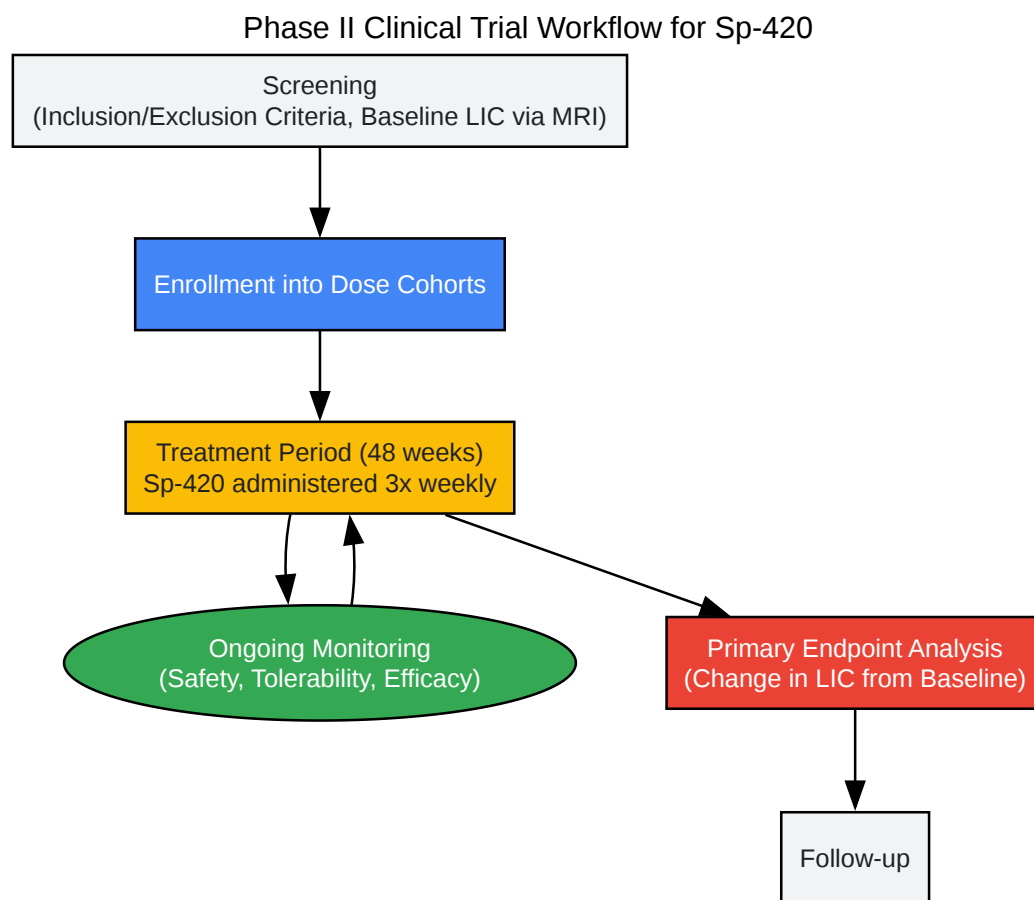 Phase II Clinical Trial Workflow for Sp-420
Screening
(Inclusion/Exclusion Criteria, Baseline LIC via MRI)
Enrollment into Dose Cohorts
Treatment Period (48 weeks)
Sp-420 administered 3x weekly
Ongoing Monitoring
(Safety, Tolerability, Efficacy)
Primary Endpoint Analysis
(Change in LIC from Baseline)
Follow-up